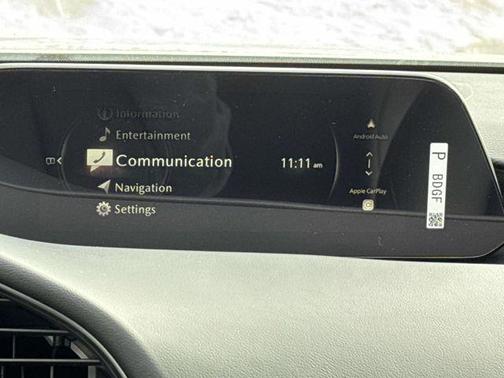 Information
Entertainment
Communication
Navigation
Settings
11:11 am
Android Auto
Apple CarPlay
P BDGF